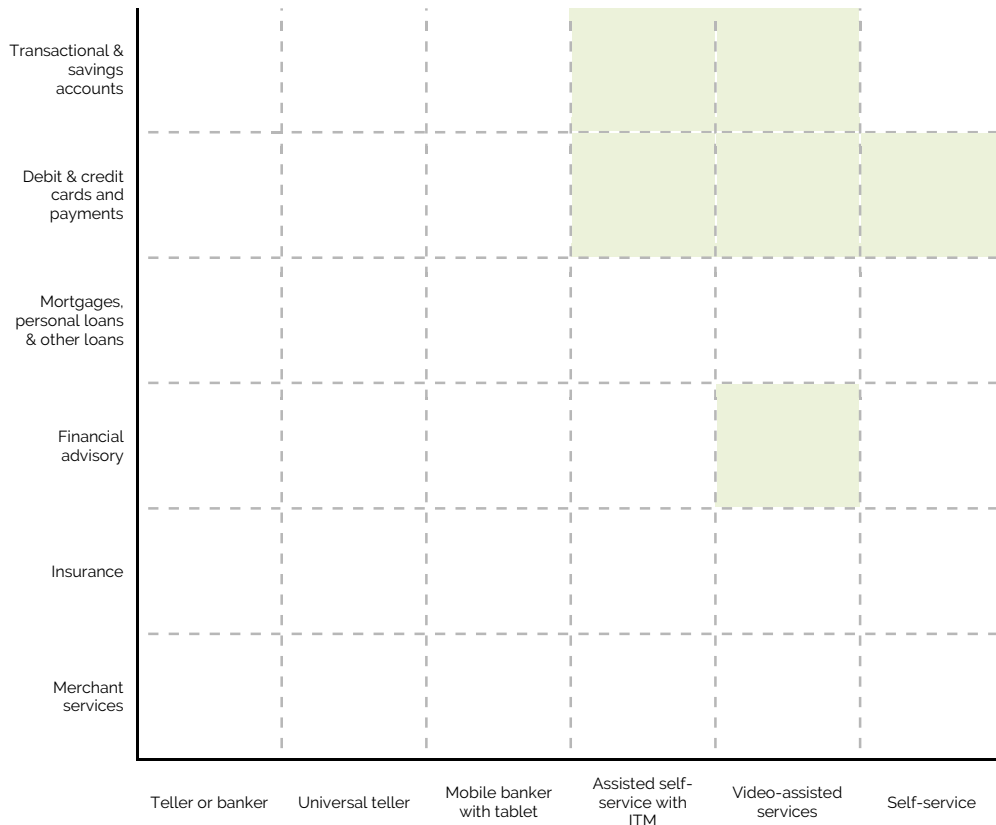 Transactional &
savings
accounts
Debit & credit
cards and
payments
Mortgages,
personal loans
& other loans
Financial
advisory
Insurance
Merchant
services
Teller or banker
Universal teller
Mobile banker
with tablet
Assisted self-
service with
ITM
Video-assisted
services
Self-service